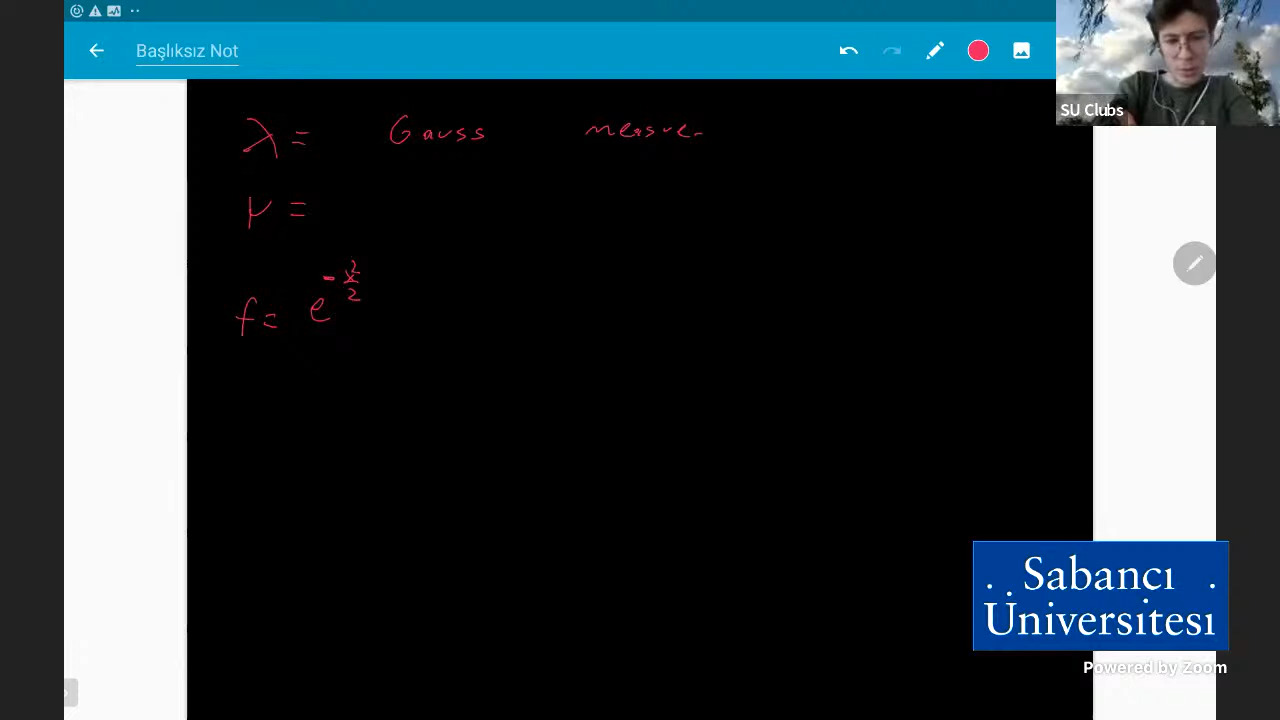 Başlıksız Not
SU Clubs
λ = Gauss measure
μ =
f = e^{-x²/2}
Sabancı
Üniversitesi
Powered by Zoom